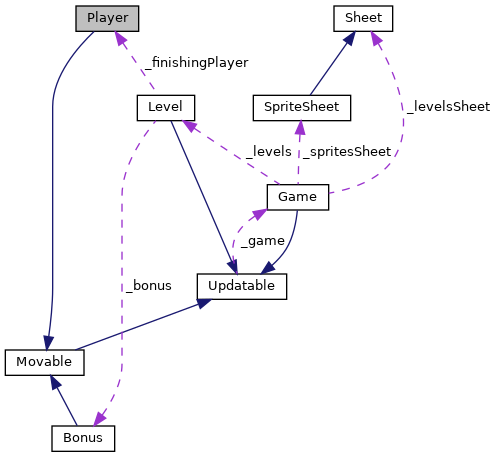 Player
Sheet
_finishingPlayer
Level
SpriteSheet
_levelsSheet
_levels
_spritesSheet
Game
_game
Updatable
_bonus
Movable
Bonus